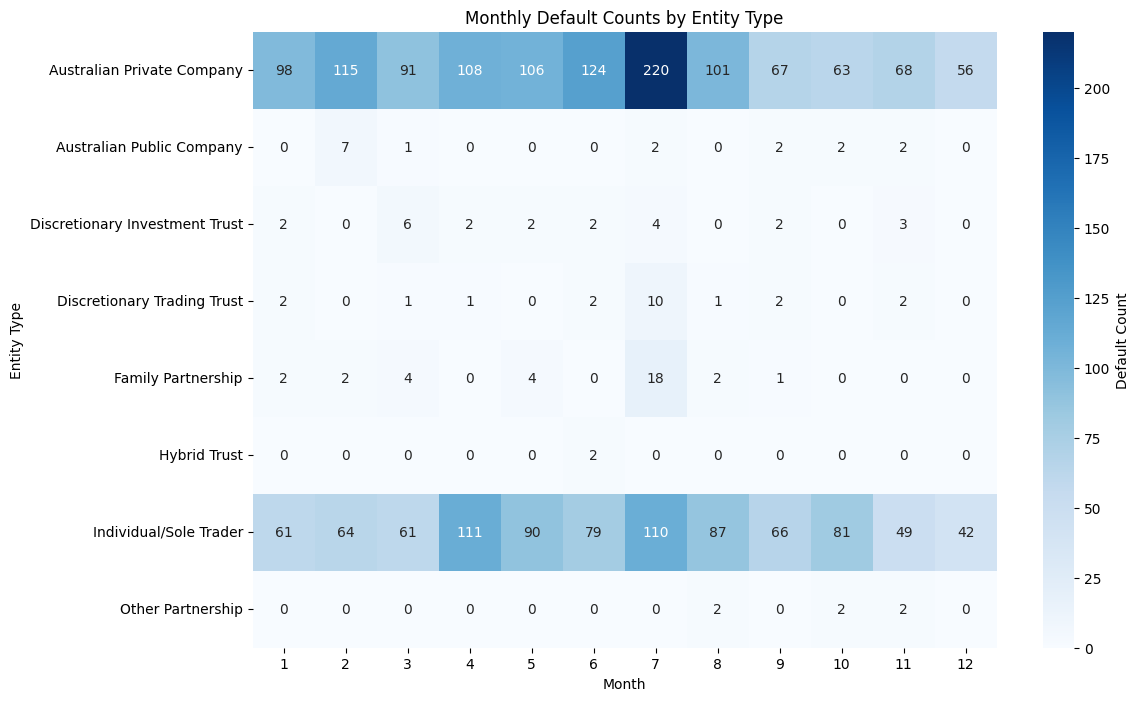 Monthly Default Counts by Entity Type
Australian Private Company 98 115 91 108 106 124 220 101 67 63 68 56
Australian Public Company 0 7 1 0 0 0 2 0 2 2 2 0
Discretionary Investment Trust 2 0 6 2 2 2 4 0 2 0 3 0
Discretionary Trading Trust 2 0 1 1 0 2 10 1 2 0 2 0
Family Partnership 2 2 4 0 4 0 18 2 1 0 0 0
Hybrid Trust 0 0 0 0 0 2 0 0 0 0 0 0
Individual/Sole Trader 61 64 61 111 90 79 110 87 66 81 49 42
Other Partnership 0 0 0 0 0 0 0 2 0 2 2 0
1 2 3 4 5 6 7 8 9 10 11 12
Month
Entity Type
200
175
150
125
100
75
50
25
0
Default Count